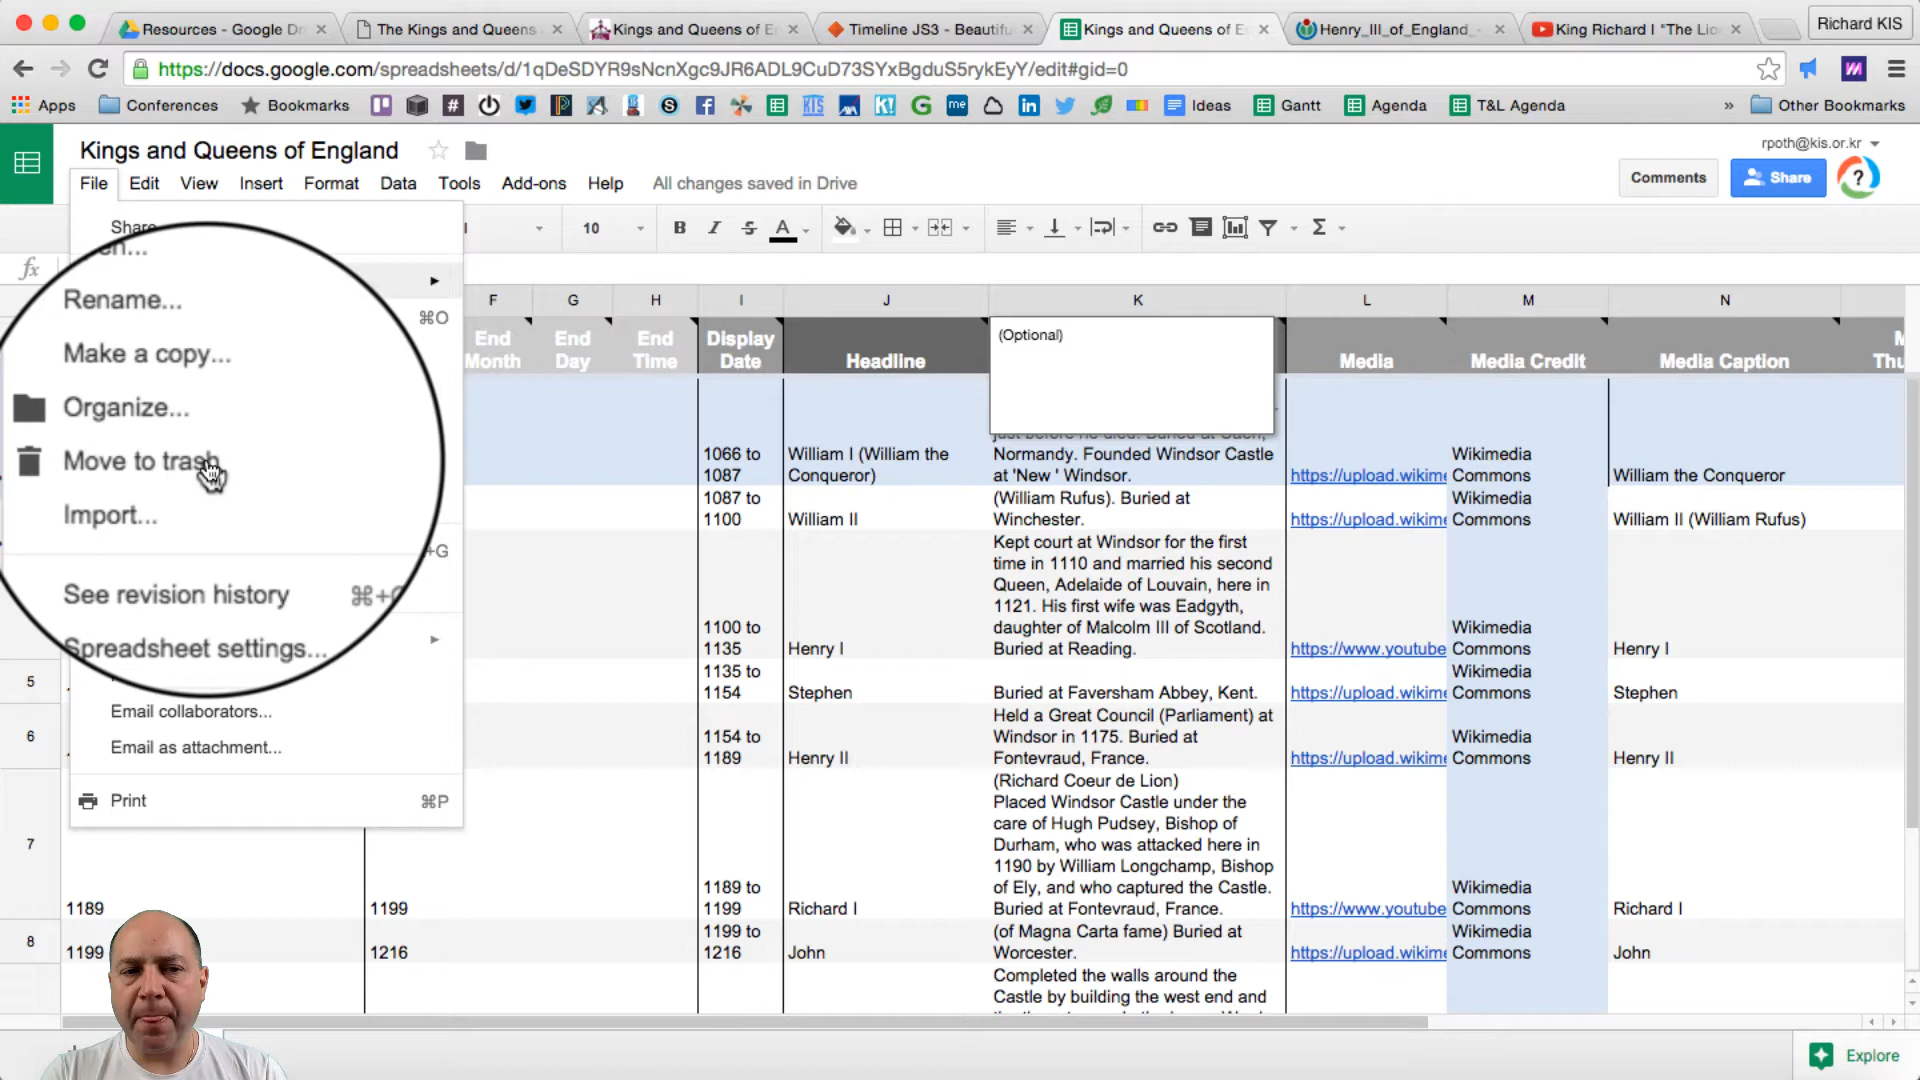 Resources - Google Dr
The Kings and Queens
Kings and Queens of E
Timeline JS3 - Beautiful
Kings and Queens of E
Henry_III_of_England_-
King Richard I "The Lio
Richard KIS
https://docs.google.com/spreadsheets/d/1qDeSDYR9sNcnXgc9JR6ADL9CuD73SYxBgduS5rykEyY/edit#gid=0
Apps
Conferences
Bookmarks
Ideas
Gantt
Agenda
T&L Agenda
»
Other Bookmarks
Kings and Queens of England
rpoth@kis.or.kr
File Edit View Insert Format Data Tools Add-ons Help All changes saved in Drive
Comments
Share
Share
10
B I S A
fx
Rename...
⌘O
Make a copy...
Organize...
Move to trash
Import...
See revision history
Spreadsheet settings...
Email collaborators...
Email as attachment...
Print ⌘P
F G H I J K L M N
End Month
End Day
End Time
Display Date
Headline
(Optional)
Media
Media Credit
Media Caption
just before he died. Buried at Caen,
1066 to William I (William the Normandy. Founded Windsor Castle Wikimedia
1087 Conqueror) at 'New ' Windsor. https://upload.wikime Commons William the Conqueror
1087 to (William Rufus). Buried at Wikimedia
1100 William II Winchester. https://upload.wikime Commons William II (William Rufus)
Kept court at Windsor for the first
time in 1110 and married his second
Queen, Adelaide of Louvain, here in
1121. His first wife was Eadgyth,
1100 to daughter of Malcolm III of Scotland. Wikimedia
1135 Henry I Buried at Reading. https://www.youtube Commons Henry I
1135 to Wikimedia
5 1154 Stephen Buried at Faversham Abbey, Kent. https://upload.wikime Commons Stephen
Held a Great Council (Parliament) at
6 1154 to Windsor in 1175. Buried at Wikimedia
1189 Henry II Fontevraud, France. https://upload.wikime Commons Henry II
(Richard Coeur de Lion)
Placed Windsor Castle under the
care of Hugh Pudsey, Bishop of
7 Durham, who was attacked here in
1190 by William Longchamp, Bishop
1189 to of Ely, and who captured the Castle. Wikimedia
1189 1199 1199 Richard I Buried at Fontevraud, France. https://www.youtube Commons Richard I
8 1199 to (of Magna Carta fame) Buried at Wikimedia
1199 1216 1216 John Worcester. https://upload.wikime Commons John
Completed the walls around the
Castle by building the west end and
Explore